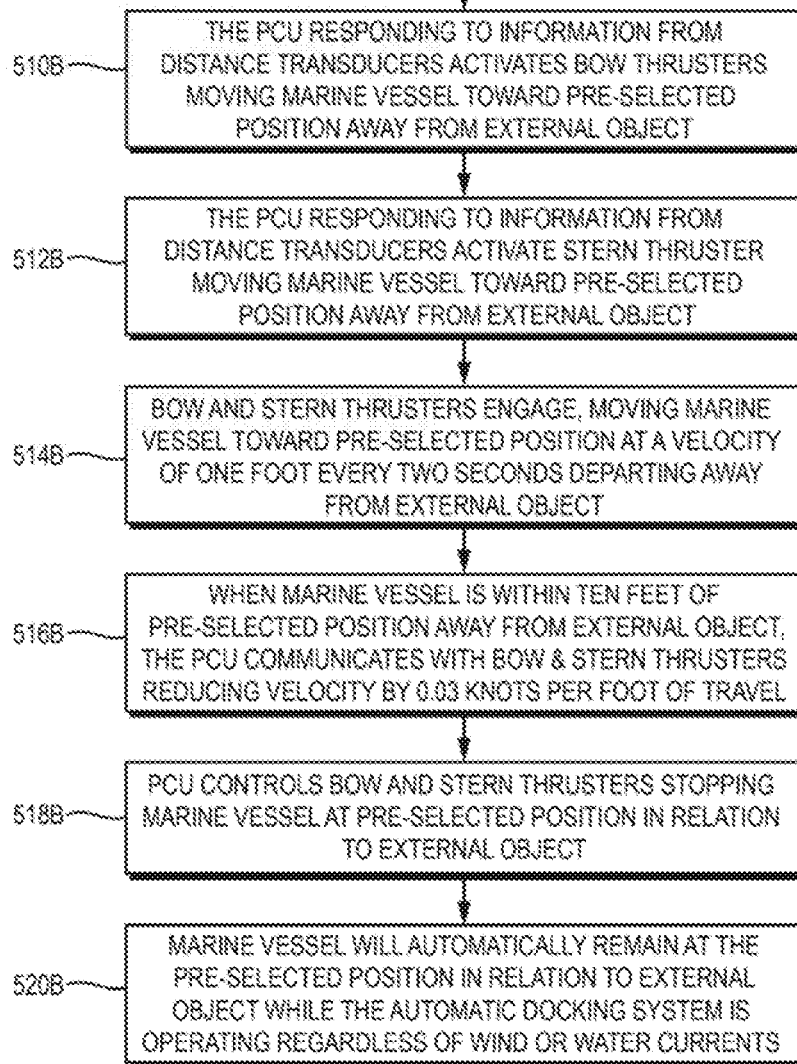 510B
THE PCU RESPONDING TO INFORMATION FROM
DISTANCE TRANSDUCERS ACTIVATES BOW THRUSTERS
MOVING MARINE VESSEL TOWARD PRE-SELECTED
POSITION AWAY FROM EXTERNAL OBJECT
512B
THE PCU RESPONDING TO INFORMATION FROM
DISTANCE TRANSDUCERS ACTIVATE STERN THRUSTER
MOVING MARINE VESSEL TOWARD PRE-SELECTED
POSITION AWAY FROM EXTERNAL OBJECT
514B
BOW AND STERN THRUSTERS ENGAGE, MOVING MARINE
VESSEL TOWARD PRE-SELECTED POSITION AT A VELOCITY
OF ONE FOOT EVERY TWO SECONDS DEPARTING AWAY
FROM EXTERNAL OBJECT
516B
WHEN MARINE VESSEL IS WITHIN TEN FEET OF
PRE-SELECTED POSITION AWAY FROM EXTERNAL OBJECT,
THE PCU COMMUNICATES WITH BOW & STERN THRUSTERS
REDUCING VELOCITY BY 0.03 KNOTS PER FOOT OF TRAVEL
518B
PCU CONTROLS BOW AND STERN THRUSTERS STOPPING
MARINE VESSEL AT PRE-SELECTED POSITION IN RELATION
TO EXTERNAL OBJECT
520B
MARINE VESSEL WILL AUTOMATICALLY REMAIN AT THE
PRE-SELECTED POSITION IN RELATION TO EXTERNAL
OBJECT WHILE THE AUTOMATIC DOCKING SYSTEM IS
OPERATING REGARDLESS OF WIND OR WATER CURRENTS